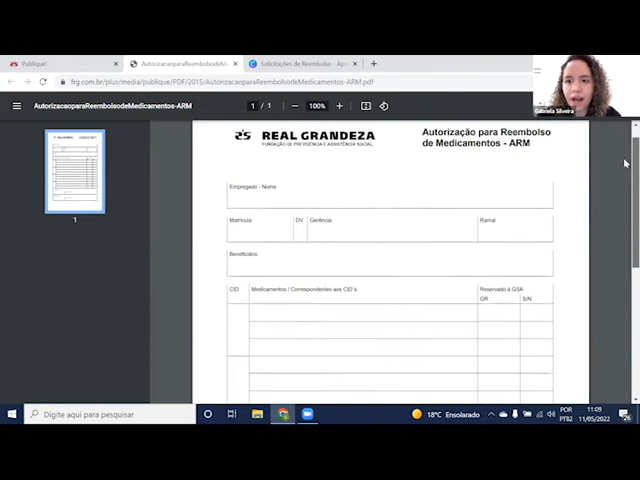 Publique!
AutorizacaoparaReembolsodeMedic
Solicitações de Reembolso - Ap
frg.com.br/plus/media/publique/PDF/2015/AutorizacaoparaReembolsodeMedicamentos-ARM.pdf
Gabriela Silveira
AutorizacaoparaReembolsodeMedicamentos-ARM
1 / 1
100%
1
REAL GRANDEZA
FUNDAÇÃO DE PREVIDÊNCIA E ASSISTÊNCIA SOCIAL
Autorização para Reembolso
de Medicamentos - ARM
Empregado - Nome
Matrícula DV Gerência Ramal
Beneficiário
CID Medicamentos / Correspondentes aos CID´s Reservado à GSA
GR S/N
Digite aqui para pesquisar
18°C Ensolarado
POR 11:09
PTB2 11/05/2022
26